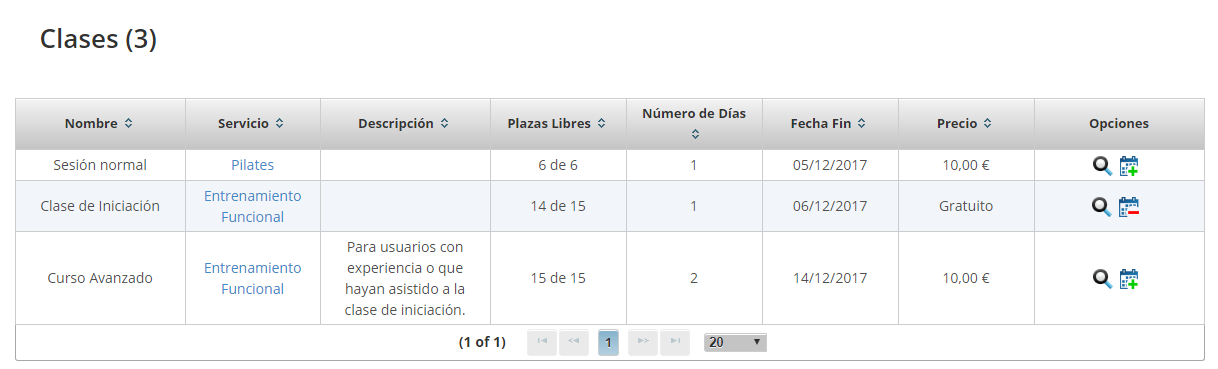 Clases (3)
Nombre Servicio Descripción Plazas Libres Número de Días Fecha Fin Precio Opciones
Sesión normal Pilates 6 de 6 1 05/12/2017 10,00 €
Clase de Iniciación Entrenamiento Funcional 14 de 15 1 06/12/2017 Gratuito
Curso Avanzado Entrenamiento Funcional Para usuarios con experiencia o que hayan asistido a la clase de iniciación. 15 de 15 2 14/12/2017 10,00 €
(1 of 1) 1 20